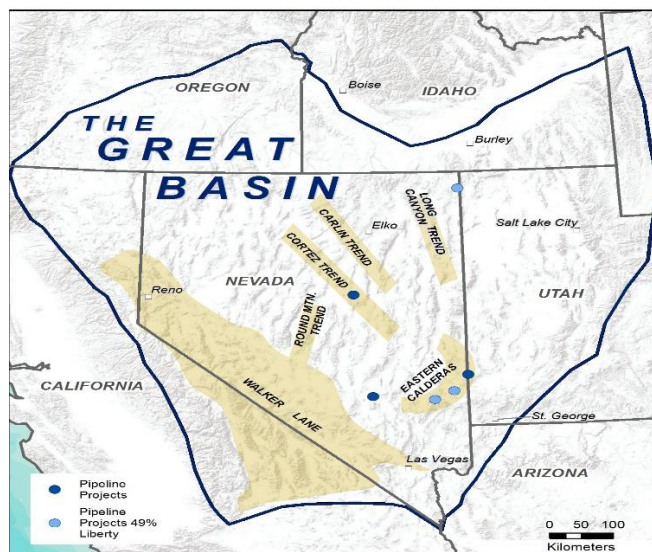 OREGON
IDAHO
Boise
THE
GREAT
BASIN
Burley
LONG
CANYON TREND
CARLIN TREND
Elko
Salt Lake City
CORTEZ TREND
NEVADA
UTAH
Reno
ROUND MTN.
TREND
EASTERN
CALDERAS
CALIFORNIA
WALKER LANE
St. George
Las Vegas
ARIZONA
Pipeline
Projects
Pipeline
Projects 49%
Liberty
0 50 100
Kilometers